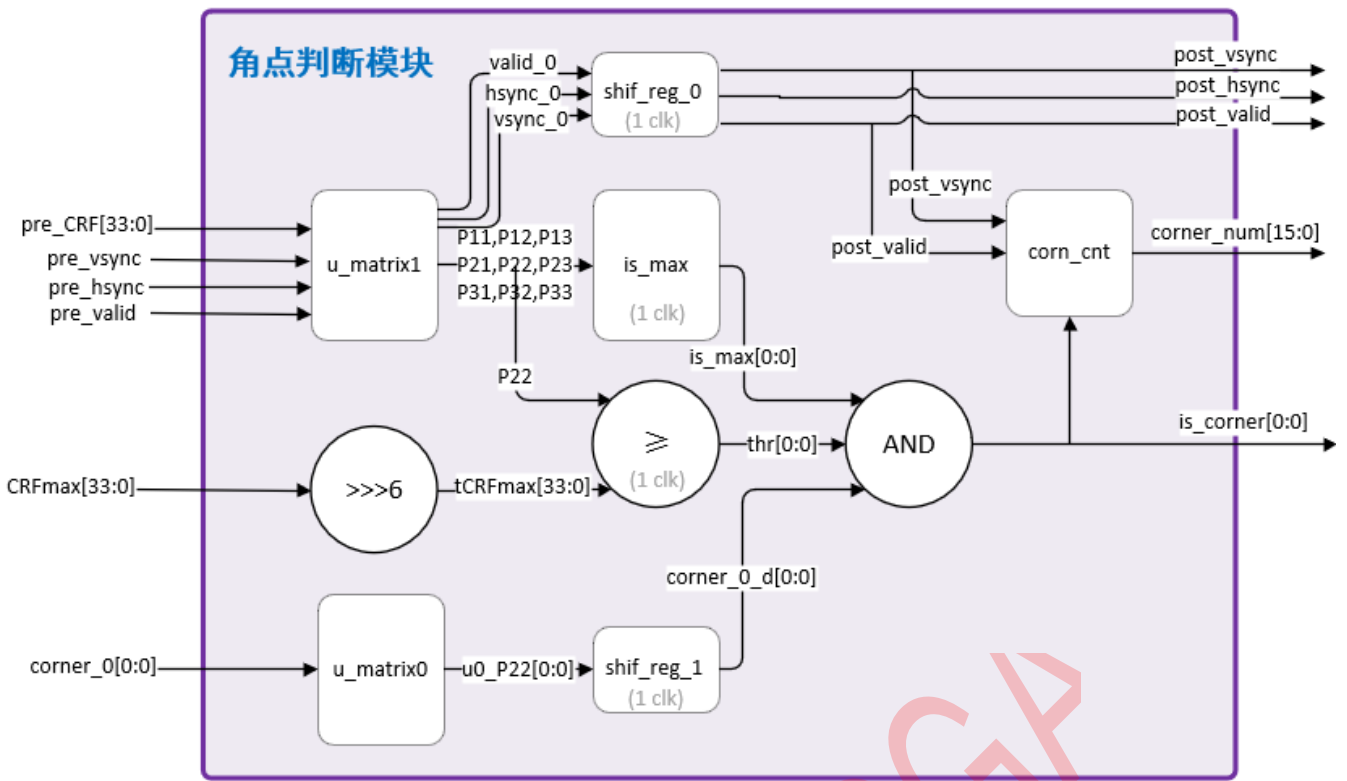 角点判断模块
valid_0
hsync_0
vsync_0
shif_reg_0
(1 clk)
post_vsync
post_hsync
post_valid
pre_CRF[33:0]
pre_vsync
pre_hsync
pre_valid
u_matrix1
P11,P12,P13
P21,P22,P23
P31,P32,P33
is_max
(1 clk)
post_vsync
post_valid
corn_cnt
corner_num[15:0]
P22
is_max[0:0]
CRFmax[33:0]
>>>6
tCRFmax[33:0]
≥
(1 clk)
thr[0:0]
AND
is_corner[0:0]
corner_0_d[0:0]
corner_0[0:0]
u_matrix0
u0_P22[0:0]
shif_reg_1
(1 clk)